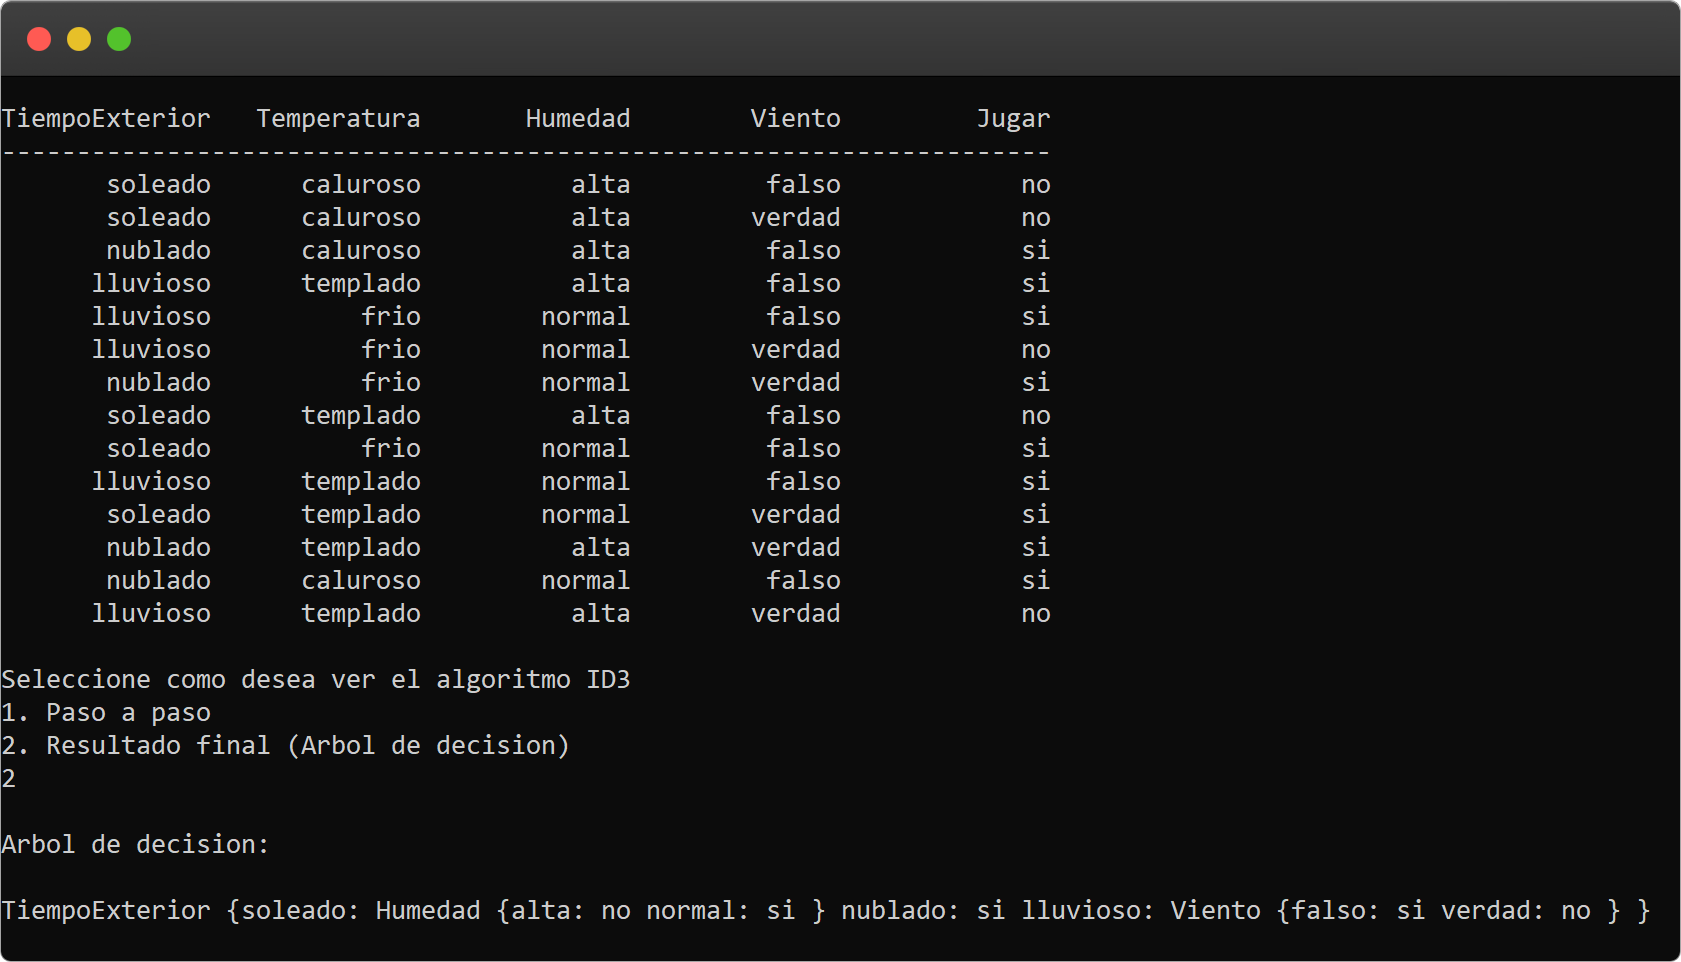 TiempoExterior   Temperatura       Humedad        Viento         Jugar
----------------------------------------------------------------------
       soleado      caluroso          alta         falso            no
       soleado      caluroso          alta        verdad            no
       nublado      caluroso          alta         falso            si
      lluvioso      templado          alta         falso            si
      lluvioso          frio        normal         falso            si
      lluvioso          frio        normal        verdad            no
       nublado          frio        normal        verdad            si
       soleado      templado          alta         falso            no
       soleado          frio        normal         falso            si
      lluvioso      templado        normal         falso            si
       soleado      templado        normal        verdad            si
       nublado      templado          alta        verdad            si
       nublado      caluroso        normal         falso            si
      lluvioso      templado          alta        verdad            no
Seleccione como desea ver el algoritmo ID3
1. Paso a paso
2. Resultado final (Arbol de decision)
2
Arbol de decision:
TiempoExterior {soleado: Humedad {alta: no normal: si } nublado: si lluvioso: Viento {falso: si verdad: no } }